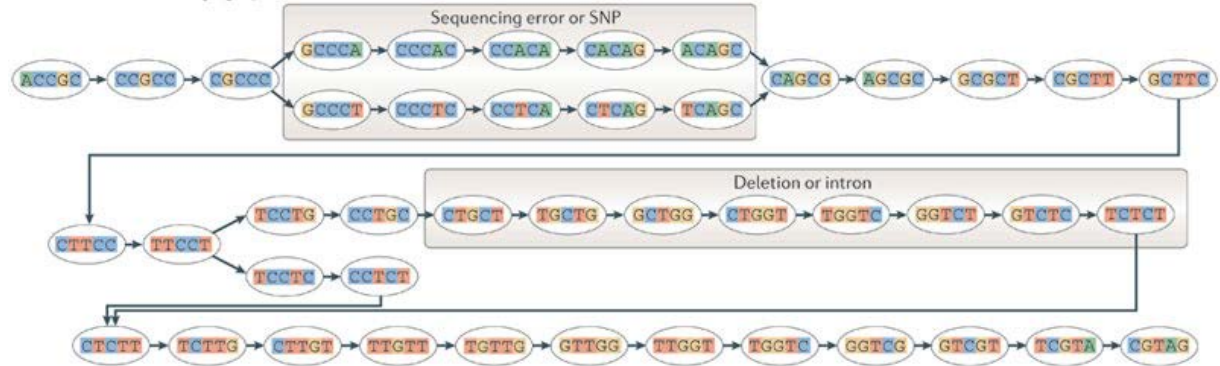 Sequencing error or SNP
GCCCA CCCAC CCACA CACAG ACAGC
ACCGC CCGCC CGCCC CAGCG AGCGC GCGCT CGCTT GCTTC
GCCCT CCCTC CCTCA CTCAG TCAGC
Deletion or intron
TCCTG CCTGC CTGCT TGCTG GCTGG CTGGT TGGTC GGTCT GTCTC TCTCT
CTTCC TTCCT
TCCTC CCTCT
CTCTT TCTTG CTTGT TTGTT TGTTG GTTGG TTGGT TGGTC GGTCG GTCGT TCGTA CGTAG